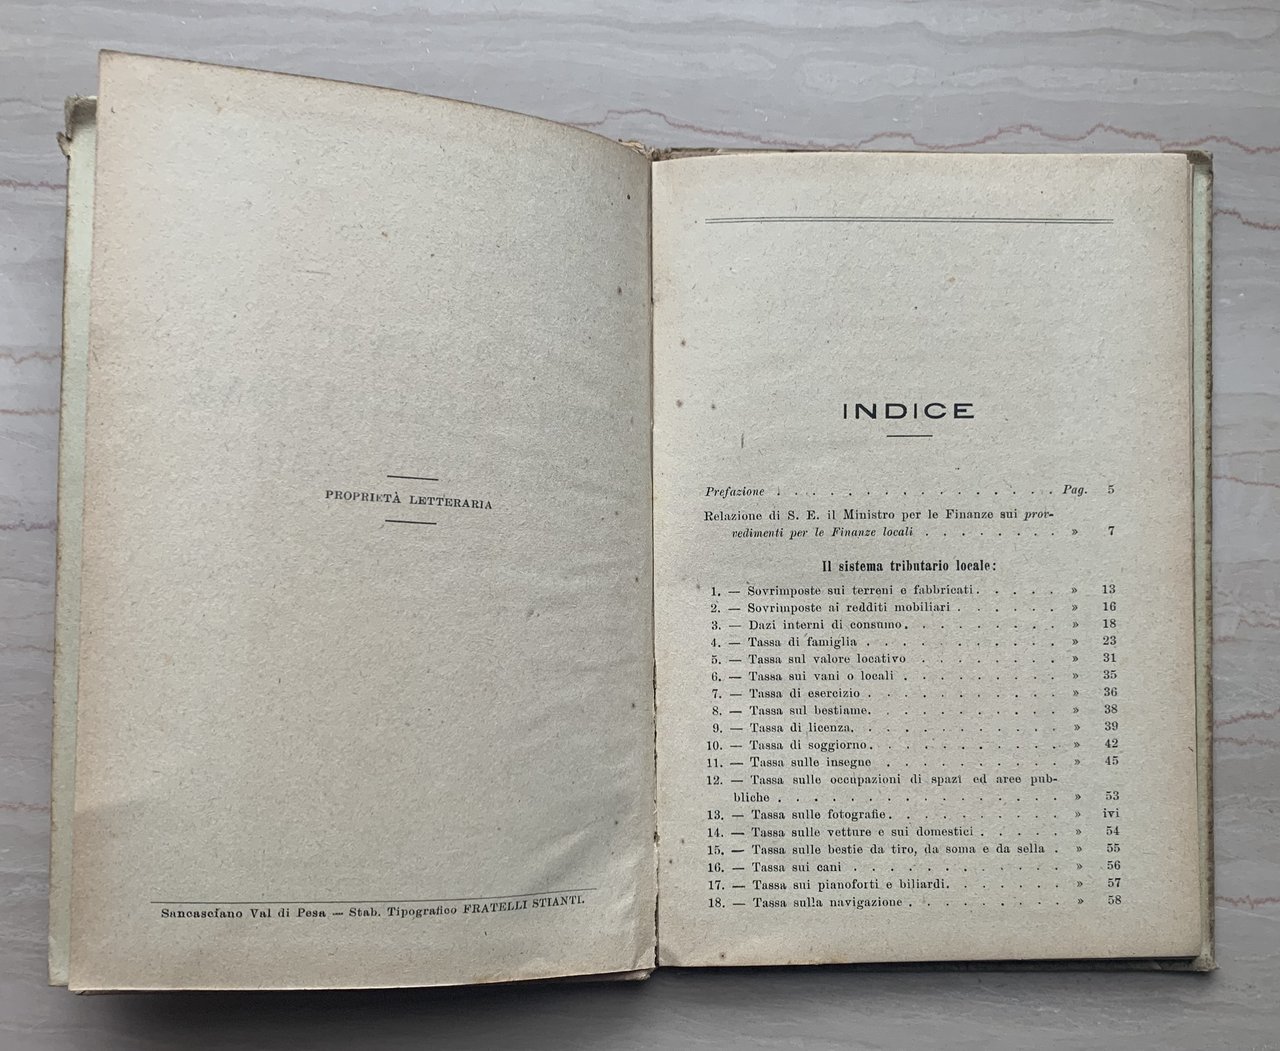 PROPRIETÀ LETTERARIA
Sancasciano Val di Pesa — Stab. Tipografico FRATELLI STIANTI.
INDICE
Prefazione . . . . . . . . . . . . . . . . Pag. 5
Relazione di S. E. il Ministro per le Finanze sui prov-
vedimenti per le Finanze locali . . . . . . . . » 7
Il sistema tributario locale:
1. — Sovrimposte sui terreni e fabbricati . . . . . » 13
2. — Sovrimposte ai redditi mobiliari . . . . . . » 16
3. — Dazi interni di consumo . . . . . . . . . » 18
4. — Tassa di famiglia . . . . . . . . . . . » 23
5. — Tassa sul valore locativo . . . . . . . . » 31
6. — Tassa sui vani o locali . . . . . . . . . » 35
7. — Tassa di esercizio . . . . . . . . . . . » 36
8. — Tassa sul bestiame . . . . . . . . . . . » 38
9. — Tassa di licenza . . . . . . . . . . . » 39
10. — Tassa di soggiorno . . . . . . . . . . . » 42
11. — Tassa sulle insegne . . . . . . . . . . » 45
12. — Tassa sulle occupazioni di spazi ed aree pub-
bliche . . . . . . . . . . . . . . . . » 53
13. — Tassa sulle fotografie . . . . . . . . . . » ivi
14. — Tassa sulle vetture e sui domestici . . . . . » 54
15. — Tassa sulle bestie da tiro, da soma e da sella . » 55
16. — Tassa sui cani . . . . . . . . . . . . » 56
17. — Tassa sui pianoforti e biliardi . . . . . . . » 57
18. — Tassa sulla navigazione . . . . . . . . . » 58